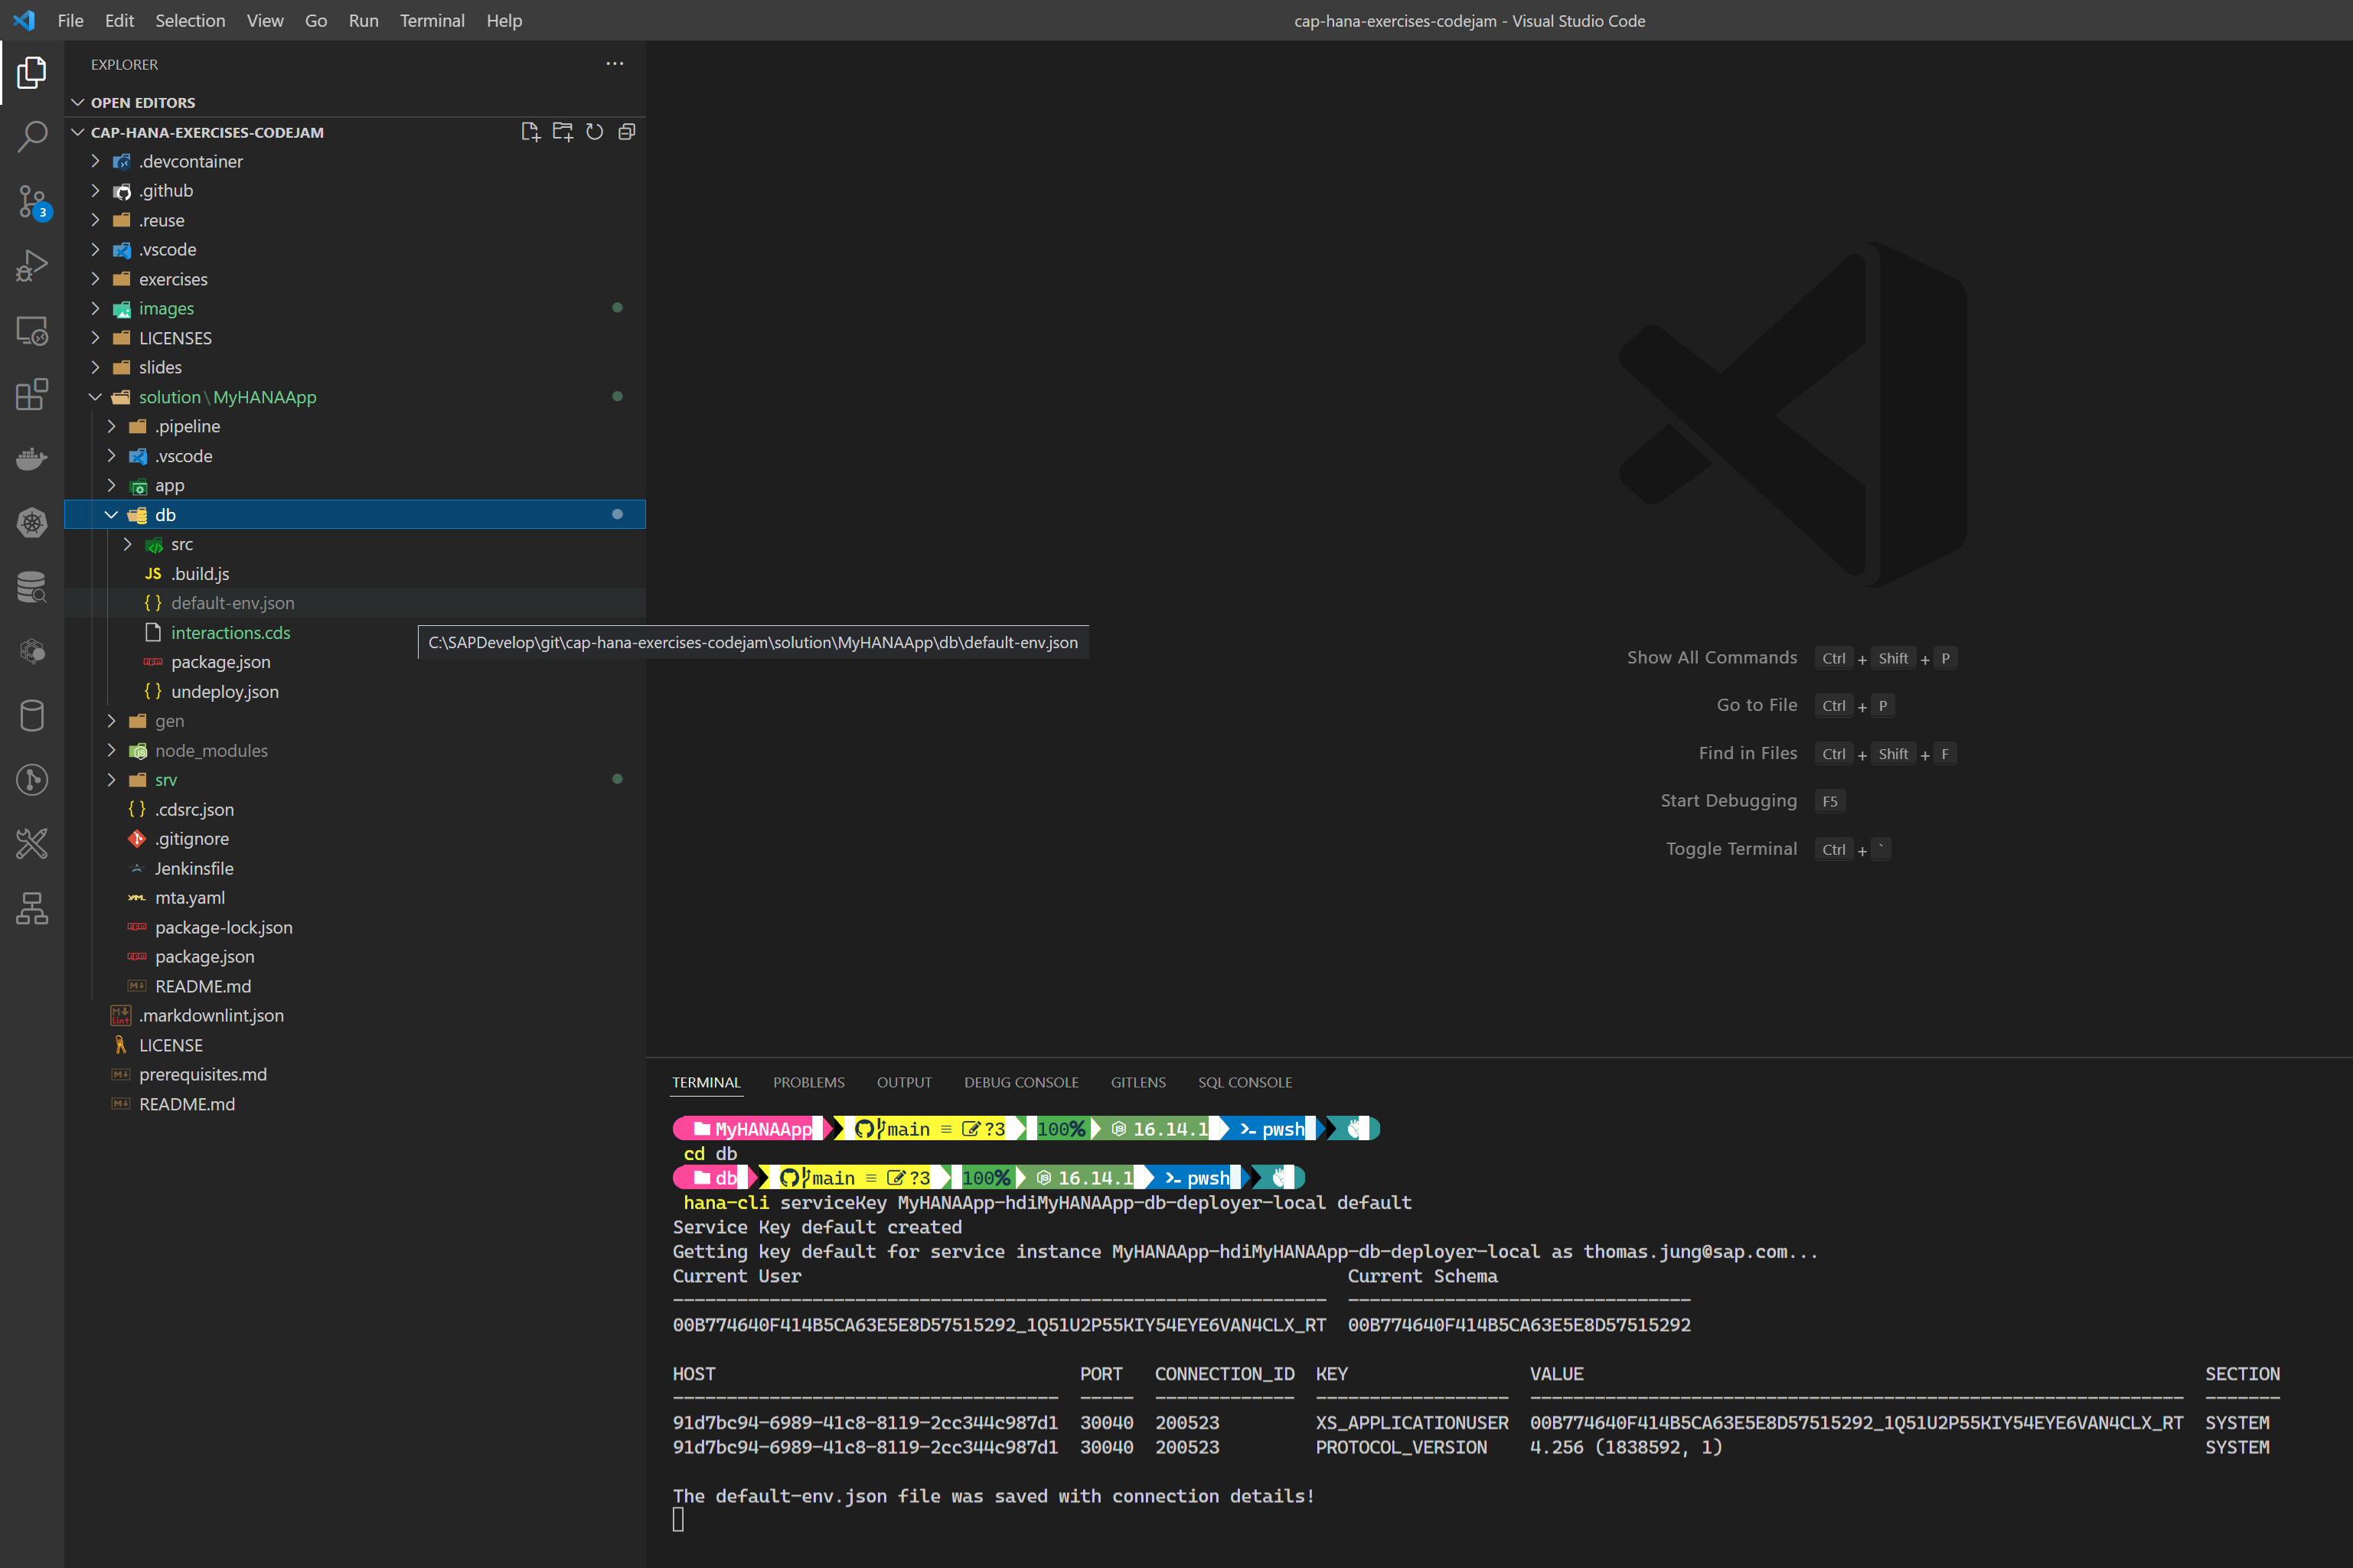 File Edit Selection View Go Run Terminal Help
cap-hana-exercises-codejam - Visual Studio Code
EXPLORER
OPEN EDITORS
CAP-HANA-EXERCISES-CODEJAM
.devcontainer
.github
.reuse
.vscode
exercises
images
LICENSES
slides
solution\MyHANAApp
.pipeline
.vscode
app
db
src
JS .build.js
{ } default-env.json
interactions.cds
package.json
{ } undeploy.json
gen
node_modules
srv
{ } .cdsrc.json
.gitignore
Jenkinsfile
mta.yaml
package-lock.json
package.json
README.md
.markdownlint.json
LICENSE
prerequisites.md
README.md
3
C:\SAPDevelop\git\cap-hana-exercises-codejam\solution\MyHANAApp\db\default-env.json
Show All Commands Ctrl + Shift + P
Go to File Ctrl + P
Find in Files Ctrl + Shift + F
Start Debugging F5
Toggle Terminal Ctrl + `
TERMINAL PROBLEMS OUTPUT DEBUG CONSOLE GITLENS SQL CONSOLE
MyHANAApp main ≡ ?3 100% 16.14.1 pwsh
cd db
db main ≡ ?3 100% 16.14.1 pwsh
hana-cli serviceKey MyHANAApp-hdiMyHANAApp-db-deployer-local default
Service Key default created
Getting key default for service instance MyHANAApp-hdiMyHANAApp-db-deployer-local as thomas.jung@sap.com...
Current User Current Schema
00B774640F414B5CA63E5E8D57515292_1Q51U2P55KIY54EYE6VAN4CLX_RT 00B774640F414B5CA63E5E8D57515292
HOST PORT CONNECTION_ID KEY VALUE SECTION
91d7bc94-6989-41c8-8119-2cc344c987d1 30040 200523 XS_APPLICATIONUSER 00B774640F414B5CA63E5E8D57515292_1Q51U2P55KIY54EYE6VAN4CLX_RT SYSTEM
91d7bc94-6989-41c8-8119-2cc344c987d1 30040 200523 PROTOCOL_VERSION 4.256 (1838592, 1) SYSTEM
The default-env.json file was saved with connection details!